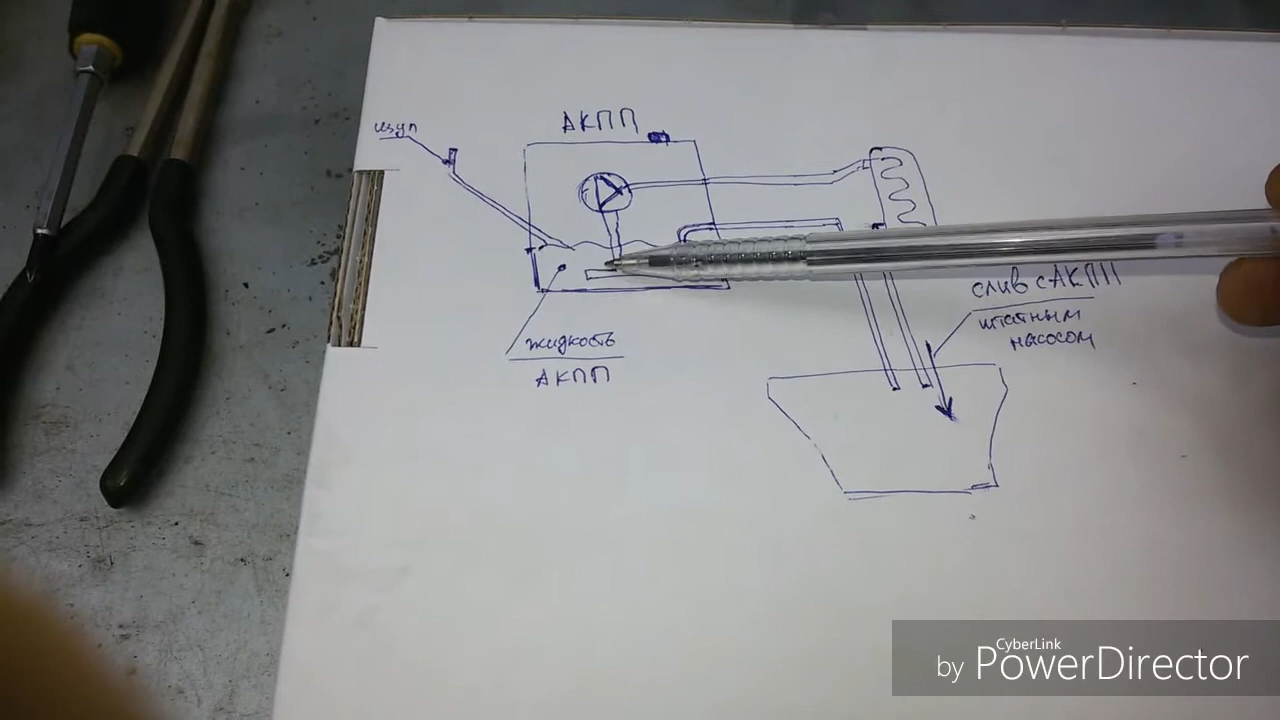 щуп
АКПП
слив с АКПП
штатным
насосом
жидкость
АКПП
CyberLink
by PowerDirector